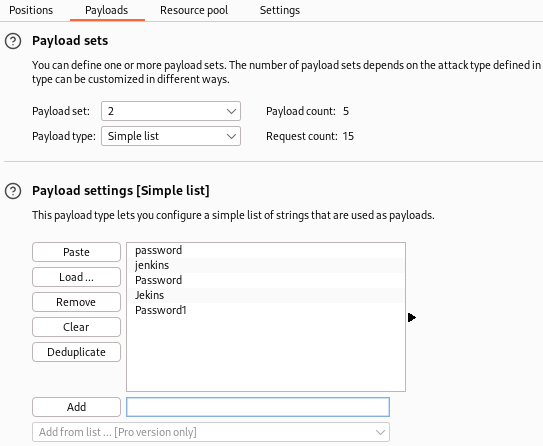 Positions Payloads Resource pool Settings
? Payload sets
You can define one or more payload sets. The number of payload sets depends on the attack type defined in
type can be customized in different ways.
Payload set: 2 Payload count: 5
Payload type: Simple list Request count: 15
? Payload settings [Simple list]
This payload type lets you configure a simple list of strings that are used as payloads.
Paste
Load ...
Remove
Clear
Deduplicate
password
jenkins
Password
Jekins
Password1
Add
Add from list ... [Pro version only]